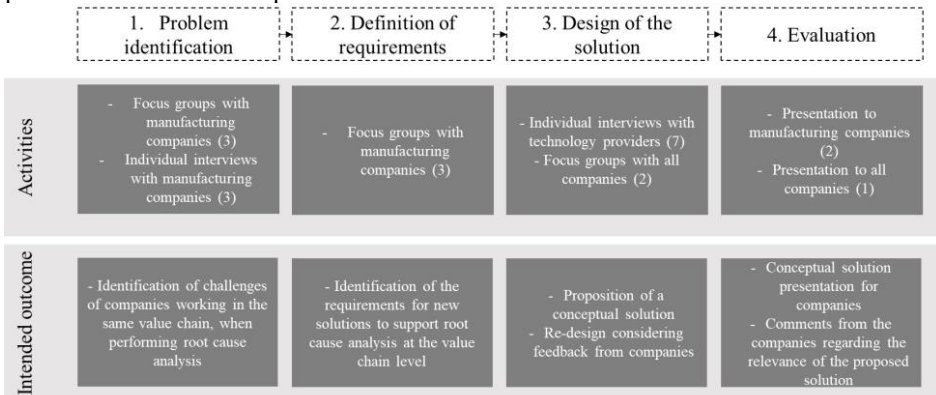 1. Problem
identification
2. Definition of
requirements
3. Design of the
solution
4. Evaluation
Activities
- Focus groups with
manufacturing
companies (3)
- Individual interviews
with manufacturing
companies (3)
- Focus groups with
manufacturing
companies (3)
- Individual interviews with
technology providers (7)
- Focus groups with all
companies (2)
- Presentation to
manufacturing companies
(2)
- Presentation to all
companies (1)
Intended outcome
- Identification of challenges
of companies working in the
same value chain, when
performing root cause
analysis
- Identification of the
requirements for new
solutions to support root
cause analysis at the value
chain level
- Proposition of a
conceptual solution
- Re-design considering
feedback from companies
- Conceptual solution
presentation for
companies
- Comments from the
companies regarding the
relevance of the proposed
solution